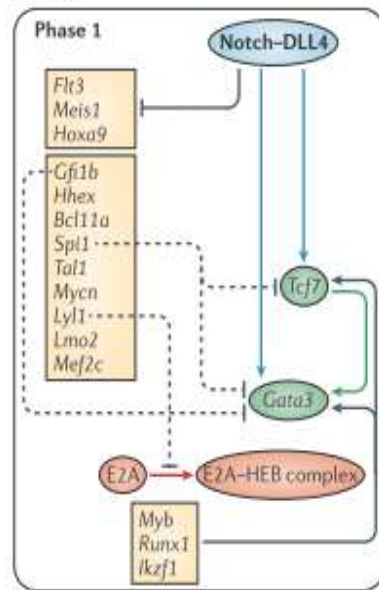 Phase 1
Notch–DLL4
Flt3
Meis1
Hoxa9
Gfi1b
Hhex
Bcl11a
Spi1
Tal1
Mycn
Lyl1
Lmo2
Mef2c
Tcf7
Gata3
E2A
E2A–HEB complex
Myb
Runx1
Ikzf1